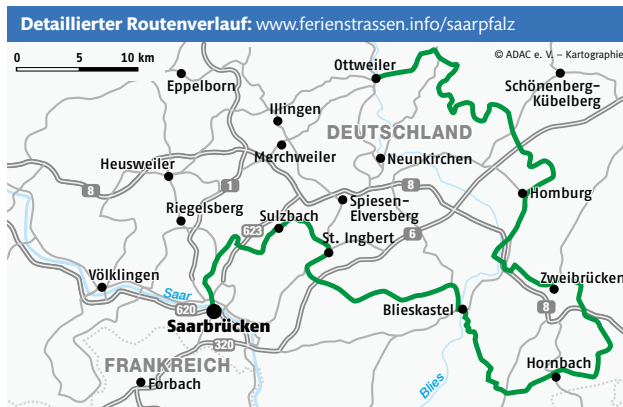 Detaillierter Routenverlauf: www.ferienstrassen.info/saarpfalz
0 5 10 km
© ADAC e. V. – Kartographie
Ottweiler
Eppelborn
Schönenberg-
Kübelberg
Illingen
DEUTSCHLAND
Merchweiler
Neunkirchen
Heusweiler
8
1
8
Homburg
Riegelsberg
Spiesen-
Elversberg
Sulzbach
623
St. Ingbert
6
Völklingen
Saar
Zweibrücken
620
Blieskastel
8
Saarbrücken
320
FRANKREICH
Hornbach
Forbach
Blies